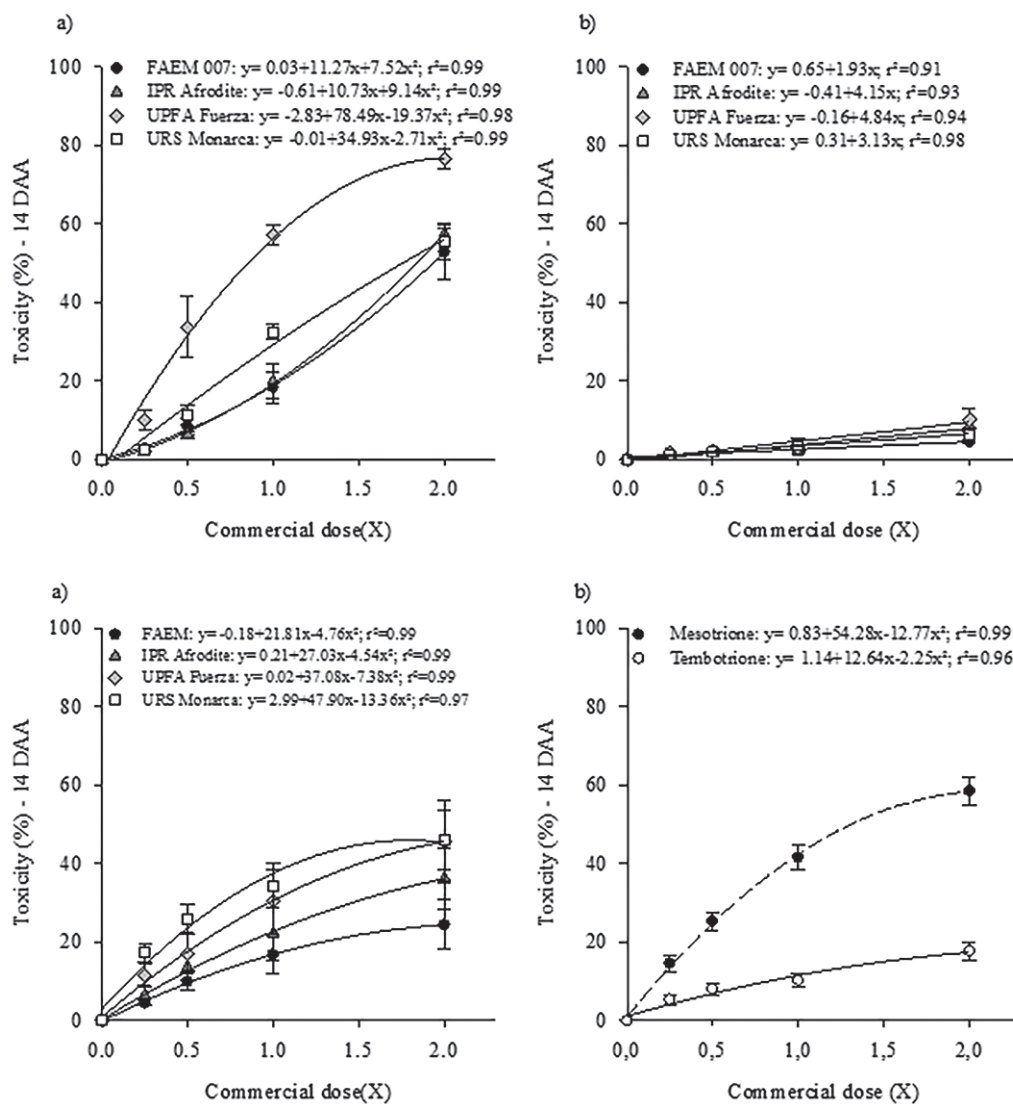 a)
FAEM 007: y= 0.03+11.27x+7.52x²; r²=0.99
IPR Afrodite: y= -0.61+10.73x+9.14x²; r²=0.99
UPFA Fuerza: y= -2.83+78.49x-19.37x²; r²=0.98
URS Monarca: y= -0.01+34.93x-2.71x²; r²=0.99
Toxicity (%) - 14 DAA
100
80
60
40
20
0
0.0 0.5 1.0 1.5 2.0
Commercial dose(X)
b)
FAEM 007: y= 0.65+1.93x; r²=0.91
IPR Afrodite: y= -0.41+4.15x; r²=0.93
UPFA Fuerza: y= -0.16+4.84x; r²=0.94
URS Monarca: y= 0.31+3.13x; r²=0.98
Toxicity (%) - 14 DAA
100
80
60
40
20
0
0.0 0.5 1.0 1.5 2.0
Commercial dose (X)
a)
FAEM: y= -0.18+21.81x-4.76x²; r²=0.99
IPR Afrodite: y= 0.21+27.03x-4.54x²; r²=0.99
UPFA Fuerza: y= 0.02+37.08x-7.38x²; r²=0.99
URS Monarca: y= 2.99+47.90x-13.36x²; r²=0.97
Toxicity (%) - 14 DAA
100
80
60
40
20
0
0.0 0.5 1.0 1.5 2.0
Commercial dose(X)
b)
Mesotrione: y= 0.83+54.28x-12.77x²; r²=0.99
Tembotrione: y= 1.14+12.64x-2.25x²; r²=0.96
Toxicity (%) - 14 DAA
100
80
60
40
20
0
0,0 0,5 1,0 1,5 2,0
Commercial dose (X)